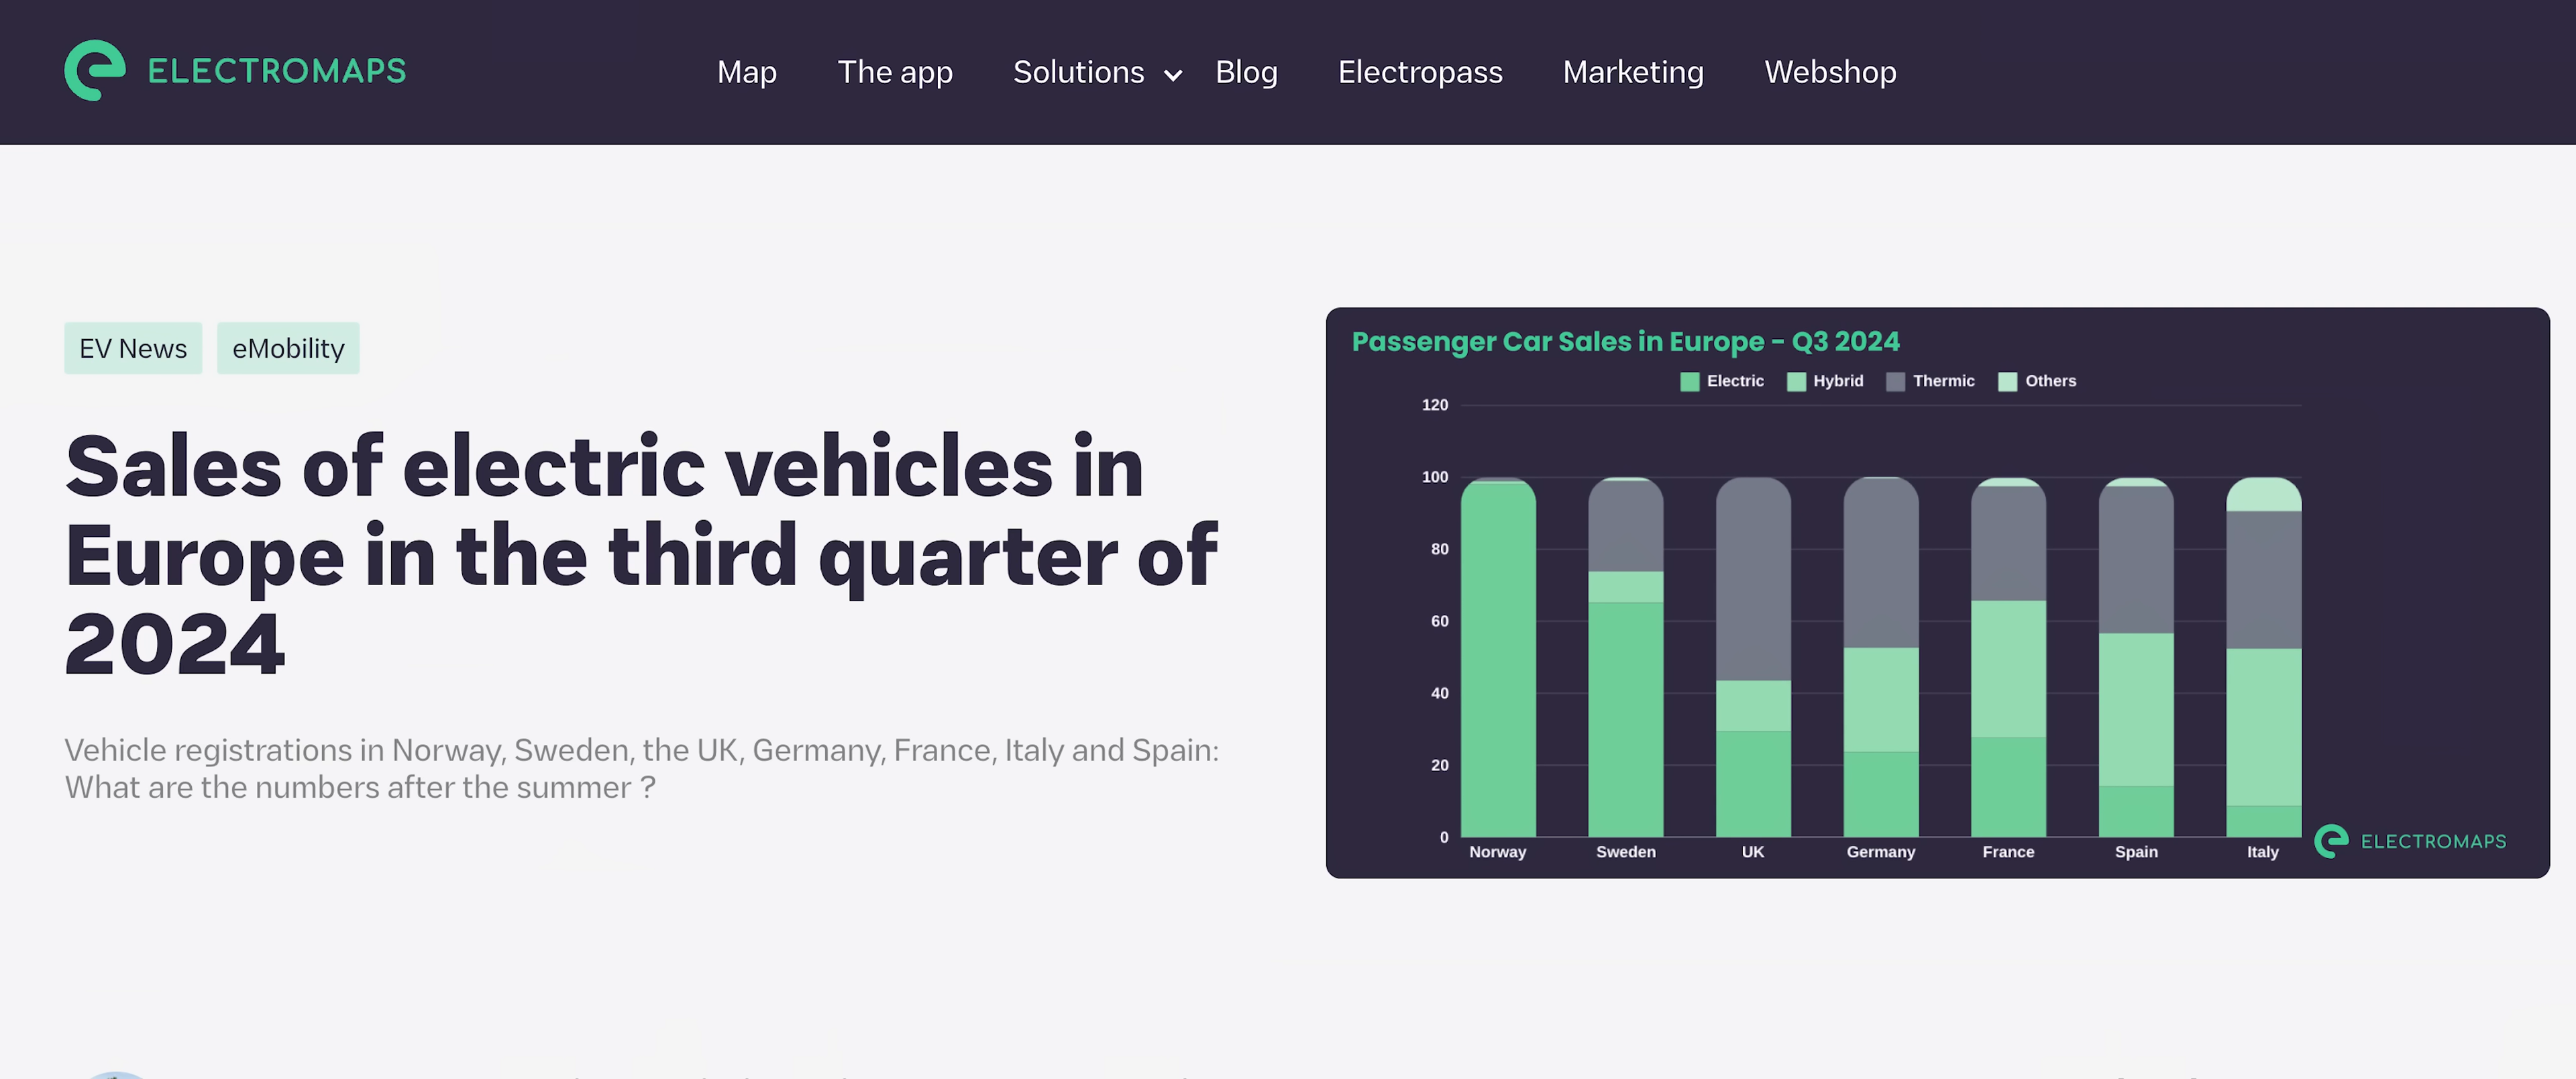 ELECTROMAPS
Map The app Solutions Blog Electropass Marketing Webshop
EV News eMobility
Sales of electric vehicles in
Europe in the third quarter of
2024
Vehicle registrations in Norway, Sweden, the UK, Germany, France, Italy and Spain:
What are the numbers after the summer ?
Passenger Car Sales in Europe - Q3 2024
Electric Hybrid Thermic Others
120
100
80
60
40
20
0
Norway Sweden UK Germany France Spain Italy
ELECTROMAPS